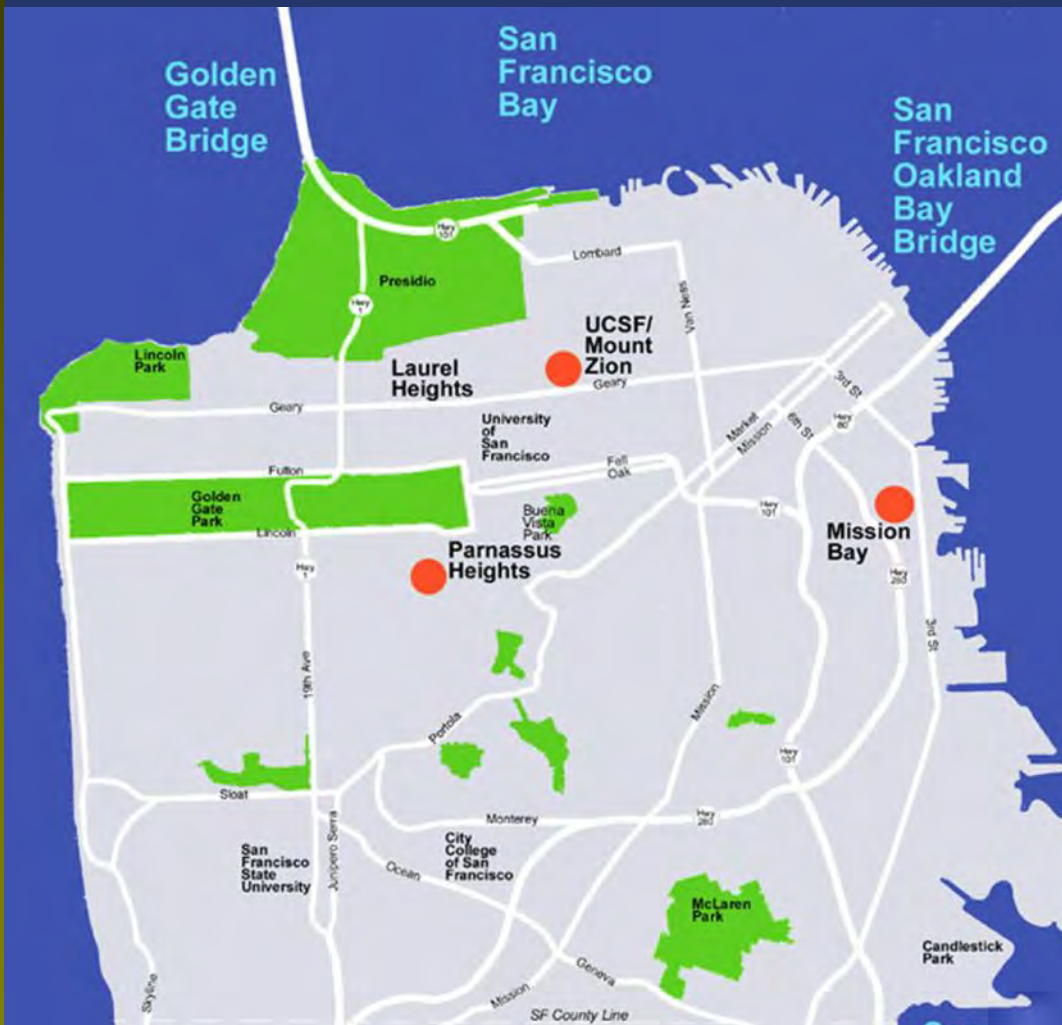 Golden
Gate
Bridge
San
Francisco
Bay
San
Francisco
Oakland
Bay
Bridge
Hwy
101
Lombard
Presidio
Van Ness
Hwy
1
UCSF/
Mount
Zion
Lincoln
Park
Laurel
Heights
Geary
Geary
3rd St
University
of
San
Francisco
Market
Mission
6th St
Hwy
80
Fulton
Fell
Oak
Golden
Gate
Park
Buena
Vista
Park
Hwy
101
Lincoln
Mission
Bay
Parnassus
Heights
Hwy
1
Hwy
280
3rd St
19th Ave
Mission
Portola
Hwy
101
Sloat
Monterey
Hwy
280
Junipero Serra
San
Francisco
State
University
City
College
of San
Francisco
Ocean
McLaren
Park
Candlestick
Park
Geneva
Skyline
Mission
SF County Line